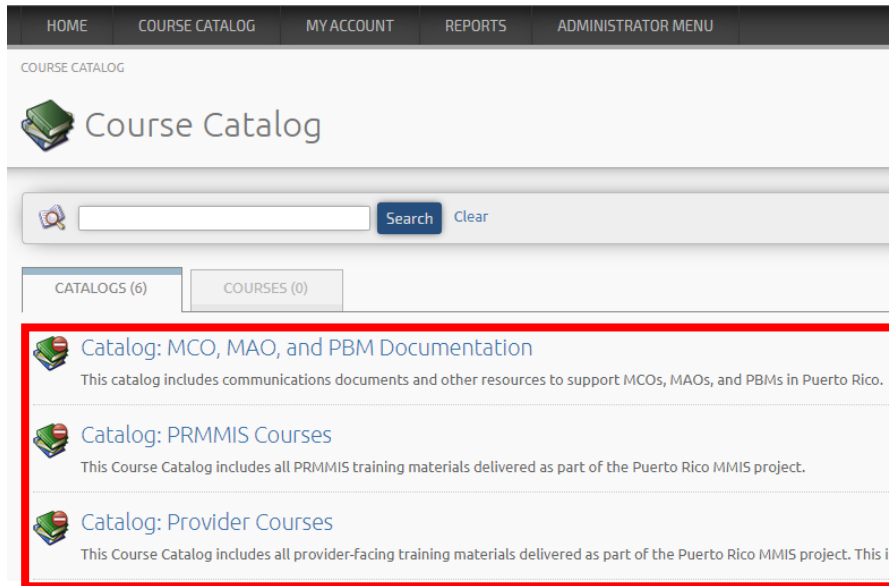 HOME COURSE CATALOG MY ACCOUNT REPORTS ADMINISTRATOR MENU
COURSE CATALOG
Course Catalog
Search Clear
CATALOGS (6) COURSES (0)
Catalog: MCO, MAO, and PBM Documentation
This catalog includes communications documents and other resources to support MCOs, MAOs, and PBMs in Puerto Rico.
Catalog: PRMMIS Courses
This Course Catalog includes all PRMMIS training materials delivered as part of the Puerto Rico MMIS project.
Catalog: Provider Courses
This Course Catalog includes all provider-facing training materials delivered as part of the Puerto Rico MMIS project. This i